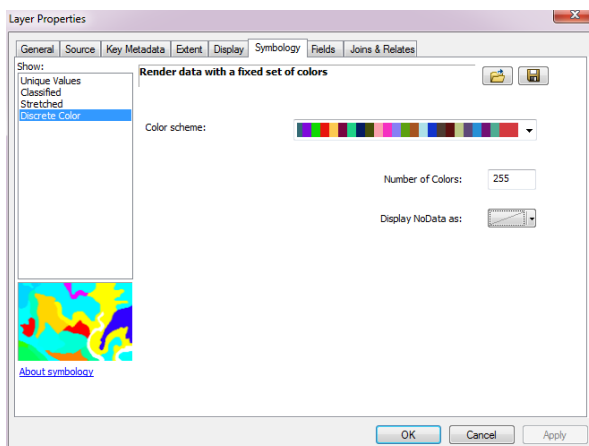 Layer Properties
General Source Key Metadata Extent Display Symbology Fields Joins & Relates
Show:
Unique Values
Classified
Stretched
Discrete Color
Render data with a fixed set of colors
Color scheme:
Number of Colors: 255
Display NoData as:
About symbology
OK Cancel Apply